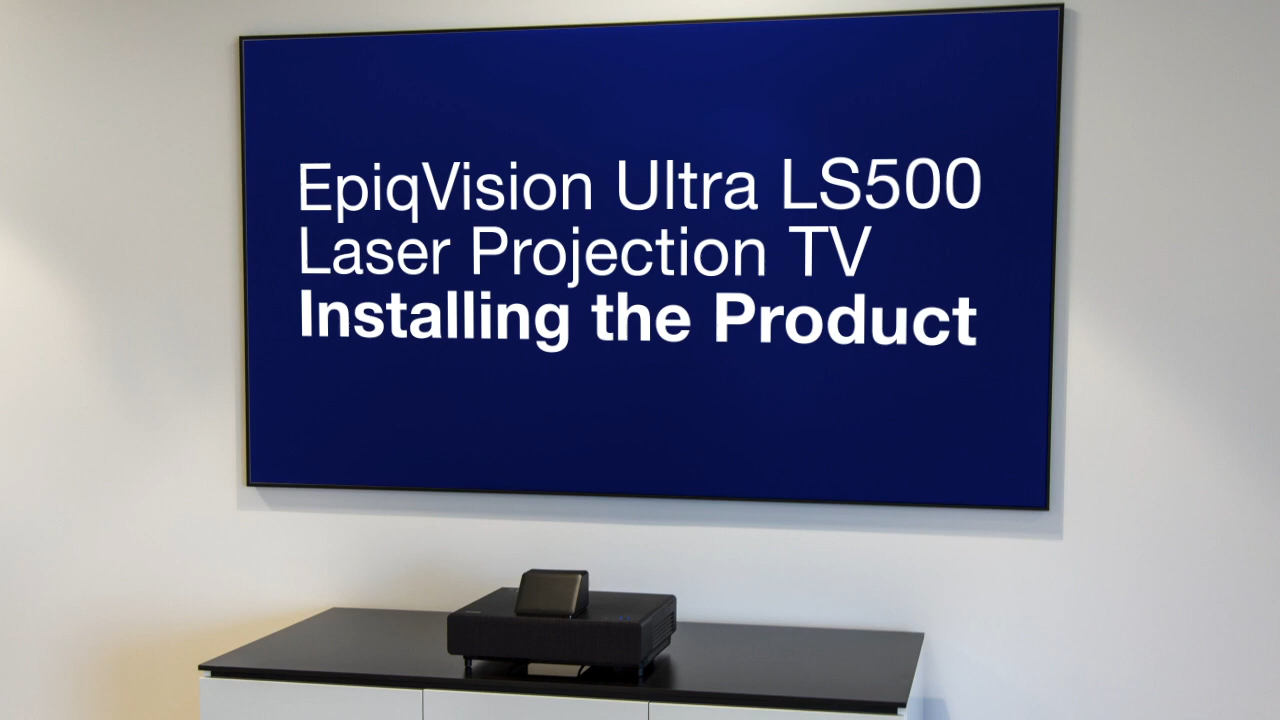 EpiqVision Ultra LS500
Laser Projection TV
Installing the Product